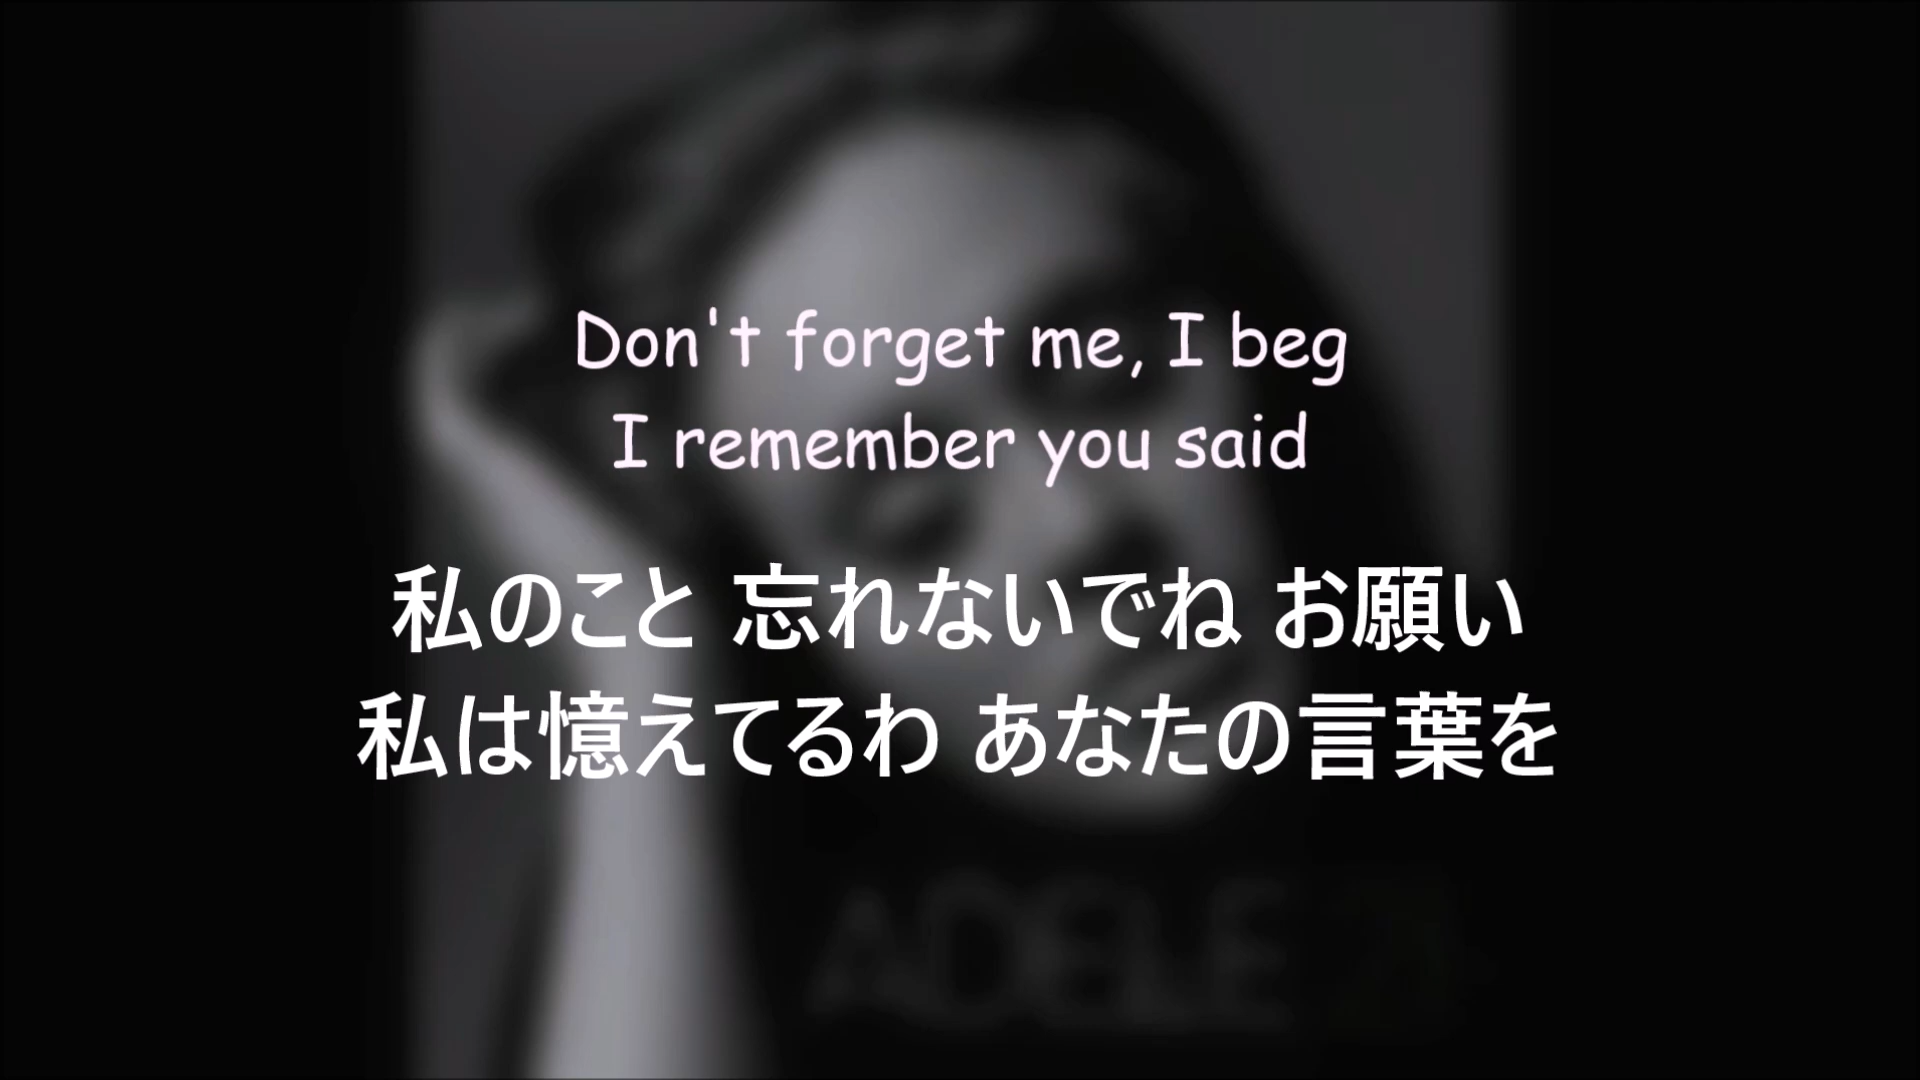 Don't forget me, I beg
I remember you said
私のこと 忘れないでね お願い
私は憶えてるわ あなたの言葉を
ADELE